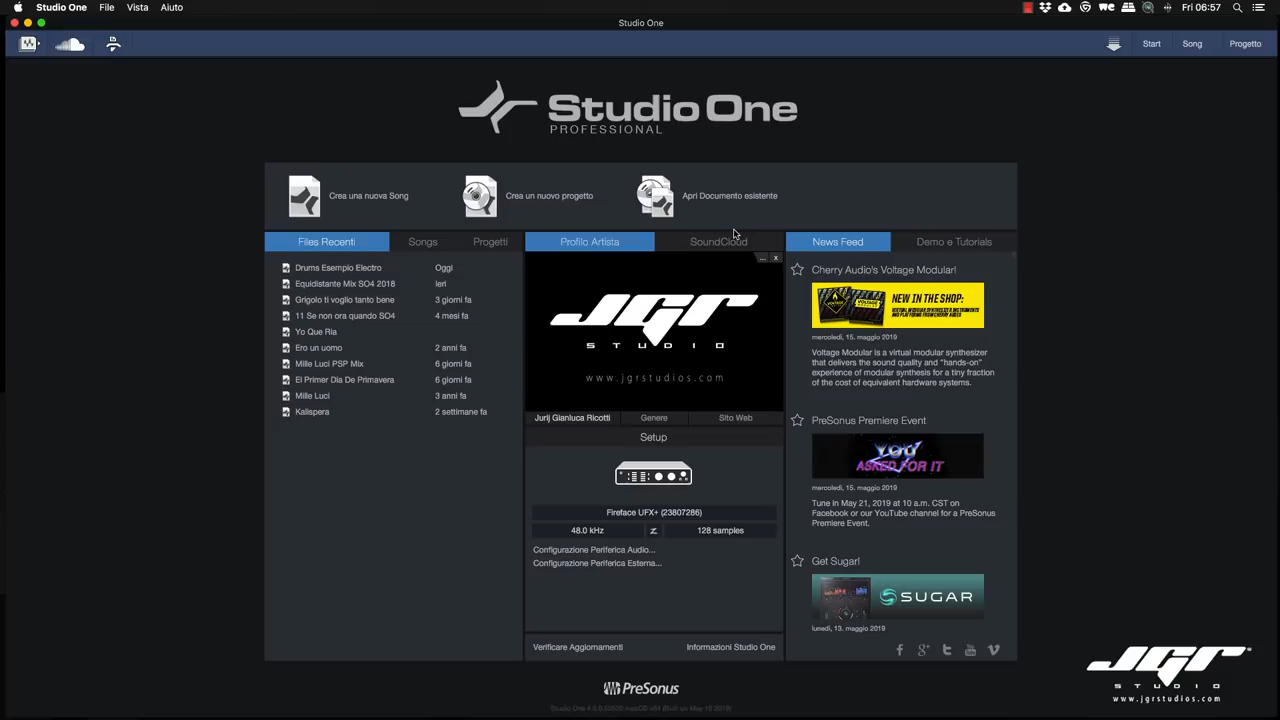 Studio One File Vista Aiuto Fri 06:57
Studio One
Start Song Progetto
Studio One
PROFESSIONAL
Crea una nuova Song
Crea un nuovo progetto
Apri Documento esistente
Files Recenti Songs Progetti
Drums Esempio Electro Oggi
Equidistante Mix SO4 2018 Ieri
Grigolo ti voglio tanto bene 3 giorni fa
11 Se non ora quando SO4 4 mesi fa
Yo Que Ria
Ero un uomo 2 anni fa
Mille Luci PSP Mix 6 giorni fa
El Primer Dia De Primavera 6 giorni fa
Mille Luci 3 anni fa
Kalispera 2 settimane fa
Profilo Artista SoundCloud
... x
JGR
STUDIO
www.jgrstudios.com
Jurij Gianluca Ricotti Genere Sito Web
Setup
Fireface UFX+ (23807286)
48.0 kHz 128 samples
Configurazione Periferica Audio...
Configurazione Periferica Esterna...
Verificare Aggiornamenti Informazioni Studio One
News Feed Demo e Tutorials
Cherry Audio's Voltage Modular!
VOLTAGE
NEW IN THE SHOP:
VIRTUAL MODULAR SYNTHESIZER INSTRUMENTS
AND PLATFORM FROM CHERRY AUDIO
mercoledì, 15. maggio 2019
Voltage Modular is a virtual modular synthesizer
that delivers the sound quality and “hands-on”
experience of modular synthesis for a tiny fraction
of the cost of equivalent hardware systems.
PreSonus Premiere Event
YOU
ASKED FOR IT
mercoledì, 15. maggio 2019
Tune in May 21, 2019 at 10 a.m. CST on
Facebook or our YouTube channel for a PreSonus
Premiere Event.
Get Sugar!
SUGAR
lunedì, 13. maggio 2019
PreSonus
JGR
STUDIO
www.jgrstudios.com